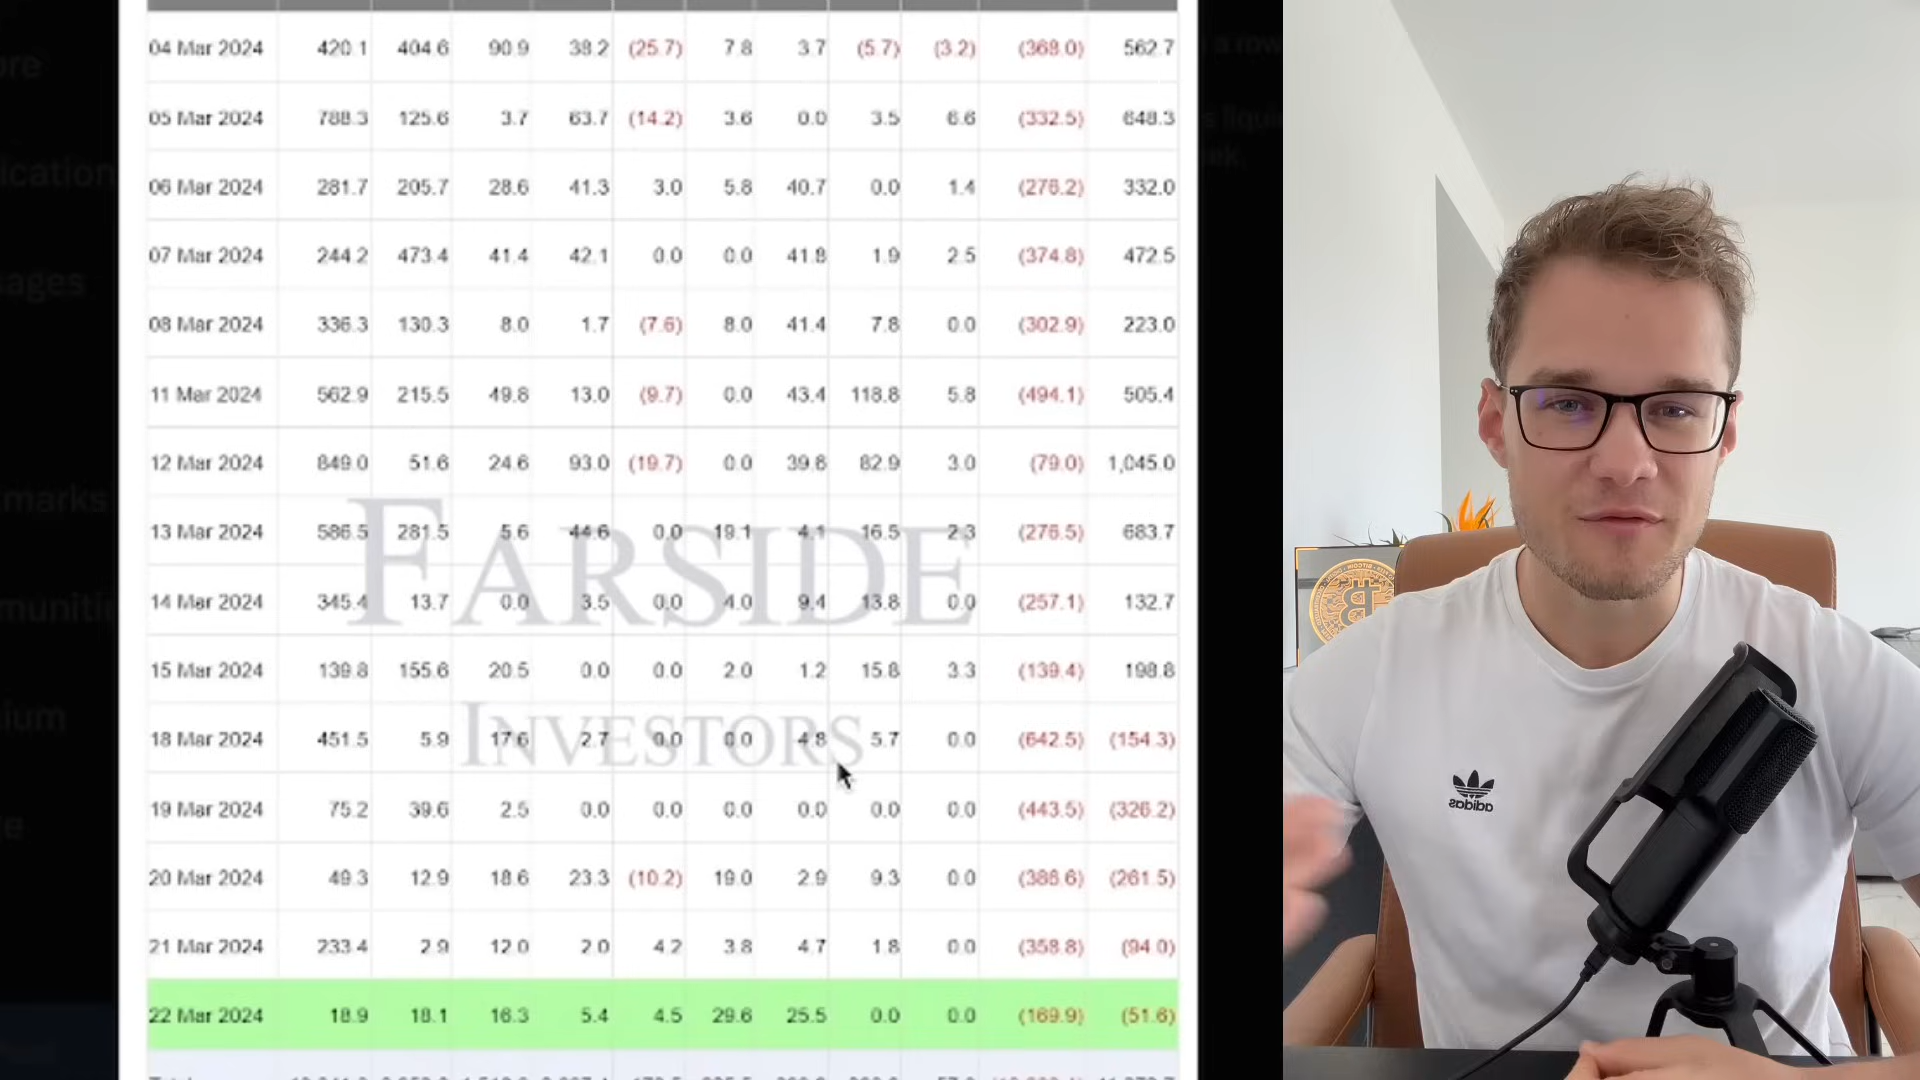 04 Mar 2024 420.1 404.6 90.9 38.2 (25.7) 7.8 3.7 (5.7) (3.2) (368.0) 562.7
05 Mar 2024 788.3 125.6 3.7 63.7 (14.2) 3.6 0.0 3.5 6.6 (332.5) 648.3
06 Mar 2024 281.7 205.7 28.6 41.3 3.0 5.8 40.7 0.0 1.4 (276.2) 332.0
07 Mar 2024 244.2 473.4 41.4 42.1 0.0 0.0 41.8 1.9 2.5 (374.8) 472.5
08 Mar 2024 336.3 130.3 8.0 1.7 (7.6) 8.0 41.4 7.8 0.0 (302.9) 223.0
11 Mar 2024 562.9 215.5 49.8 13.0 (9.7) 0.0 43.4 118.8 5.8 (494.1) 505.4
12 Mar 2024 849.0 51.6 24.6 93.0 (19.7) 0.0 39.6 82.9 3.0 (79.0) 1,045.0
13 Mar 2024 586.5 281.5 5.6 44.6 0.0 19.1 4.1 16.5 2.3 (276.5) 683.7
FARSIDE
14 Mar 2024 345.4 13.7 0.0 3.5 0.0 4.0 9.4 13.8 0.0 (257.1) 132.7
15 Mar 2024 139.8 155.6 20.5 0.0 0.0 2.0 1.2 15.8 3.3 (139.4) 198.8
INVESTORS
18 Mar 2024 451.5 5.9 17.6 2.7 0.0 0.0 4.8 5.7 0.0 (642.5) (154.3)
19 Mar 2024 75.2 39.6 2.5 0.0 0.0 0.0 0.0 0.0 0.0 (443.5) (326.2)
20 Mar 2024 49.3 12.9 18.6 23.3 (10.2) 19.0 2.9 9.3 0.0 (386.6) (261.5)
21 Mar 2024 233.4 2.9 12.0 2.0 4.2 3.8 4.7 1.8 0.0 (358.8) (94.0)
22 Mar 2024 18.9 18.1 16.3 5.4 4.5 29.6 25.5 0.0 0.0 (169.9) (51.6)
adidas